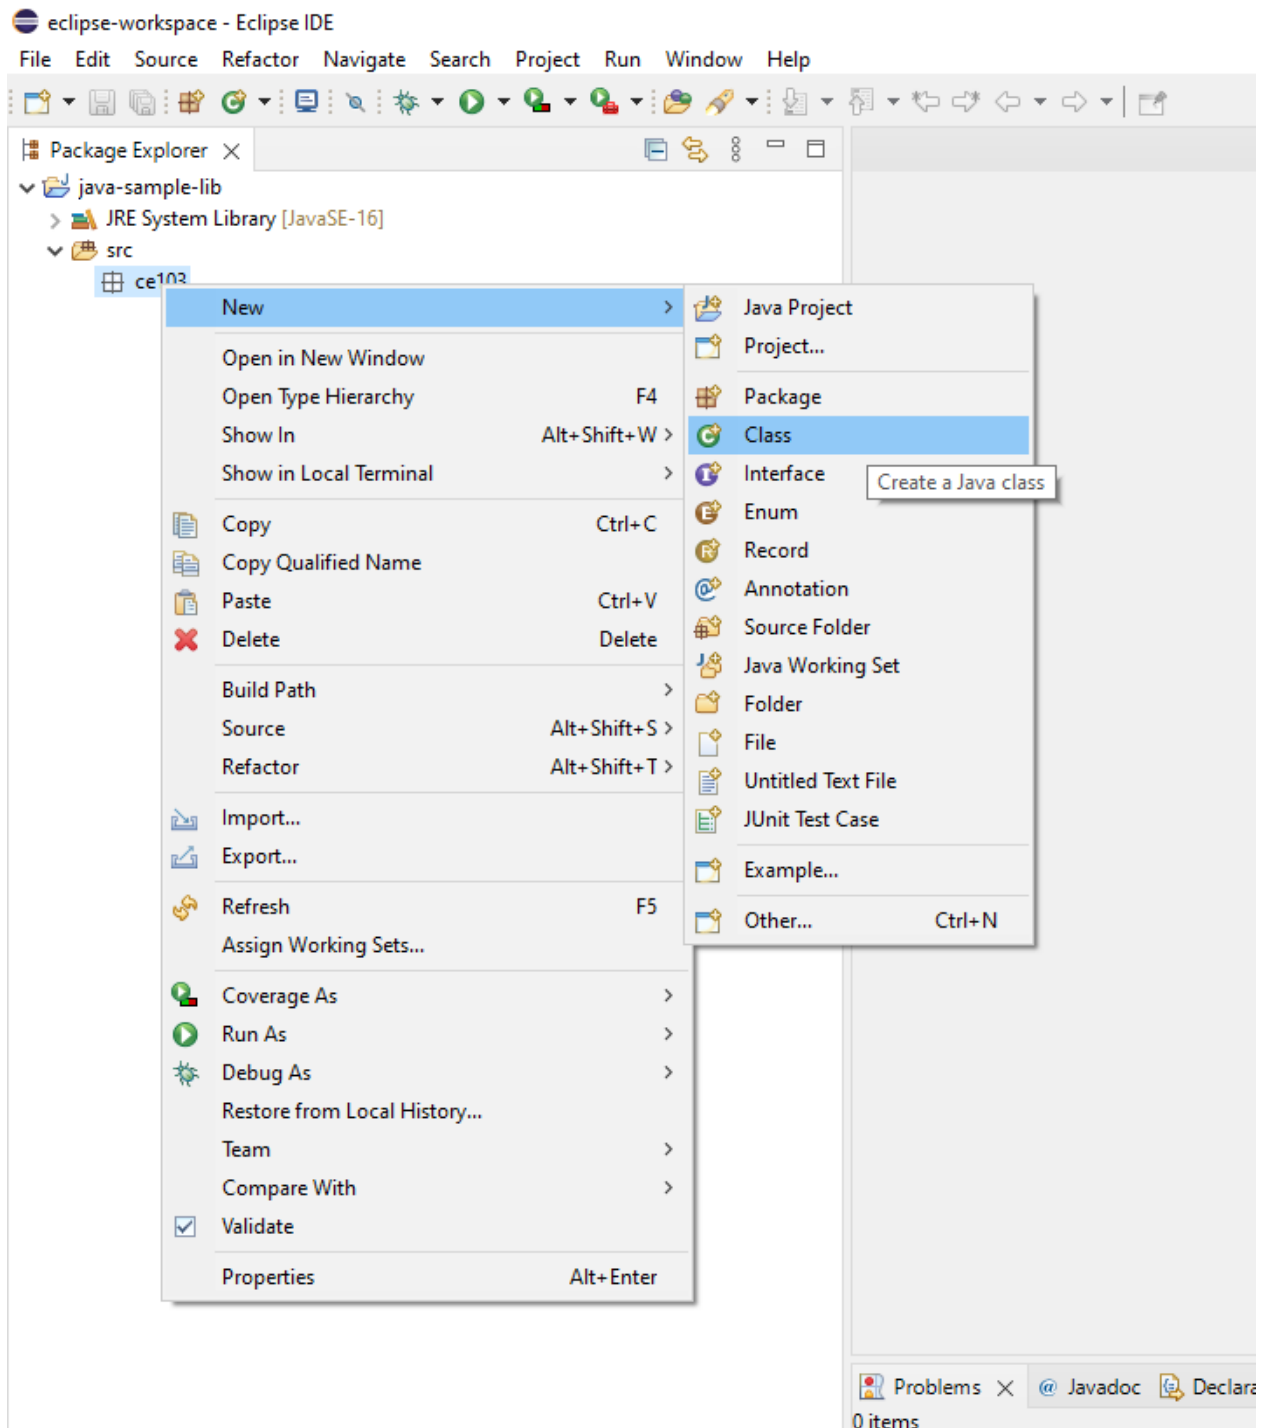 eclipse-workspace - Eclipse IDE
File Edit Source Refactor Navigate Search Project Run Window Help
Package Explorer
java-sample-lib
JRE System Library [JavaSE-16]
src
ce103
New
Open in New Window
Open Type Hierarchy F4
Show In Alt+Shift+W
Show in Local Terminal
Copy Ctrl+C
Copy Qualified Name
Paste Ctrl+V
Delete Delete
Build Path
Source Alt+Shift+S
Refactor Alt+Shift+T
Import...
Export...
Refresh F5
Assign Working Sets...
Coverage As
Run As
Debug As
Restore from Local History...
Team
Compare With
Validate
Properties Alt+Enter
Java Project
Project...
Package
Class
Interface
Create a Java class
Enum
Record
Annotation
Source Folder
Java Working Set
Folder
File
Untitled Text File
JUnit Test Case
Example...
Other... Ctrl+N
Problems @ Javadoc Declara
0 items